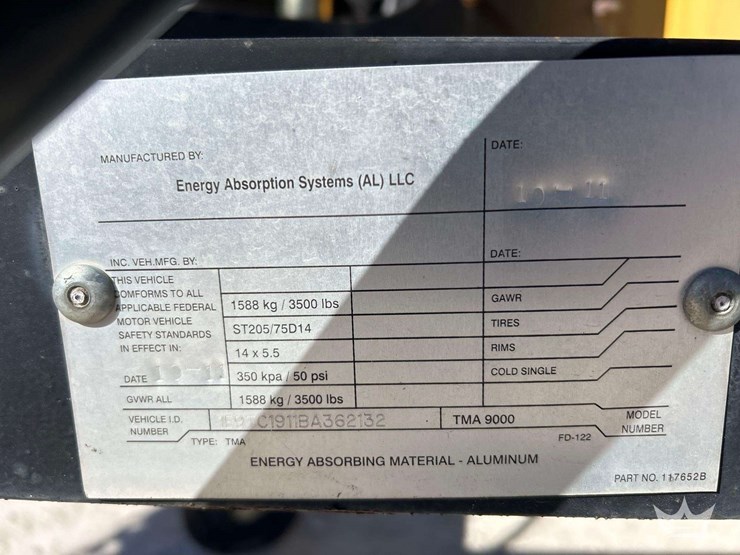 MANUFACTURED BY:
Energy Absorption Systems (AL) LLC
DATE:
INC. VEH.MFG. BY:
DATE:
THIS VEHICLE
COMFORMS TO ALL
APPLICABLE FEDERAL
MOTOR VEHICLE
SAFETY STANDARDS
IN EFFECT IN:
1588 kg / 3500 lbs
GAWR
ST205/75D14
TIRES
14 x 5.5
RIMS
DATE
350 kpa / 50 psi
COLD SINGLE
GVWR ALL
1588 kg / 3500 lbs
VEHICLE I.D.
NUMBER
C1911BA362132
TMA 9000
MODEL
NUMBER
TYPE: TMA
FD-122
ENERGY ABSORBING MATERIAL - ALUMINUM
PART NO. 117652B